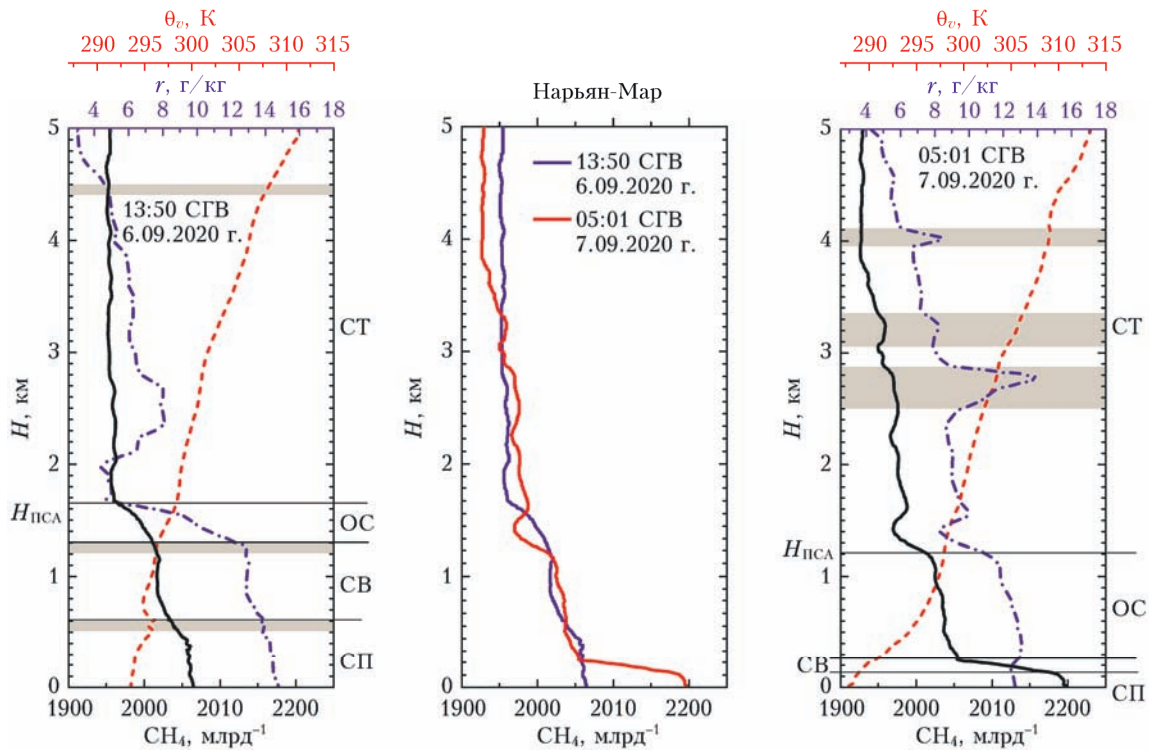 θv, К
290 295 300 305 310 315
r, г/кг
4 6 8 10 12 14 16 18
5
4
3
2
1
0
H, км
HПСА
13:50 СГВ
6.09.2020 г.
СТ
ОС
СВ
СП
1900 2000 2010 2200
CH4, млрд–1
Нарьян-Мар
5
4
3
2
1
0
H, км
13:50 СГВ
6.09.2020 г.
05:01 СГВ
7.09.2020 г.
1900 2000 2010 2200
CH4, млрд–1
θv, К
290 295 300 305 310 315
r, г/кг
4 6 8 10 12 14 16 18
5
4
3
2
1
0
H, км
HПСА
СВ
05:01 СГВ
7.09.2020 г.
СТ
ОС
СП
1900 2000 2010 2200
CH4, млрд–1